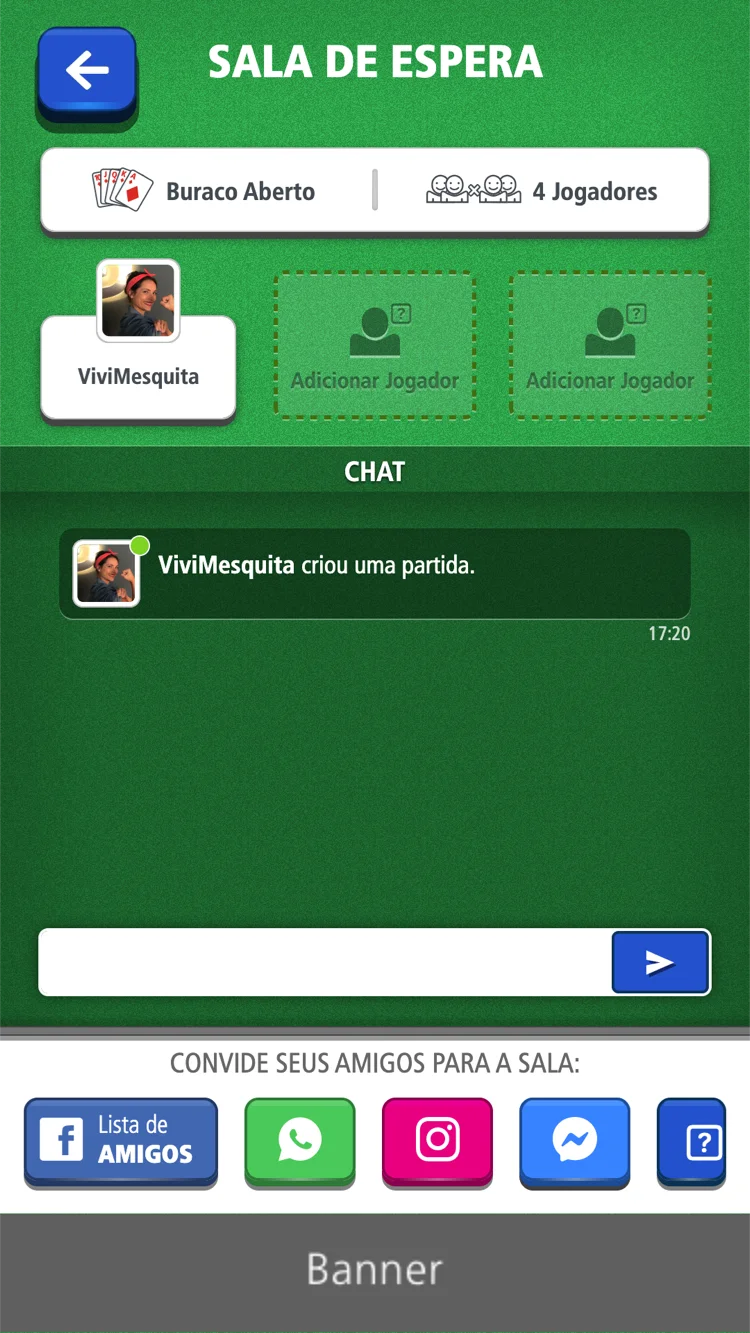 SALA DE ESPERA
Buraco Aberto
4 Jogadores
ViviMesquita
Adicionar Jogador
Adicionar Jogador
CHAT
ViviMesquita criou uma partida.
17:20
CONVIDE SEUS AMIGOS PARA A SALA:
Lista de
AMIGOS
Banner